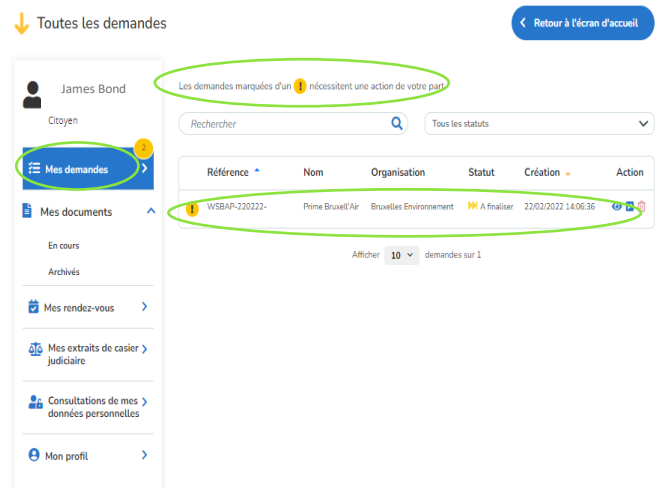 Toutes les demandes
Retour à l'écran d'accueil
James Bond
Citoyen
2
Mes demandes
Mes documents
En cours
Archivés
Mes rendez-vous
Mes extraits de casier
judiciaire
Consultations de mes
données personnelles
Mon profil
Les demandes marquées d'un ! nécessitent une action de votre part.
Rechercher
Tous les statuts
Référence Nom Organisation Statut Création Action
! WSBAP-220222- Prime Bruxell'Air Bruxelles Environnement A finaliser 22/02/2022 14:06:36
Afficher 10 demandes sur 1